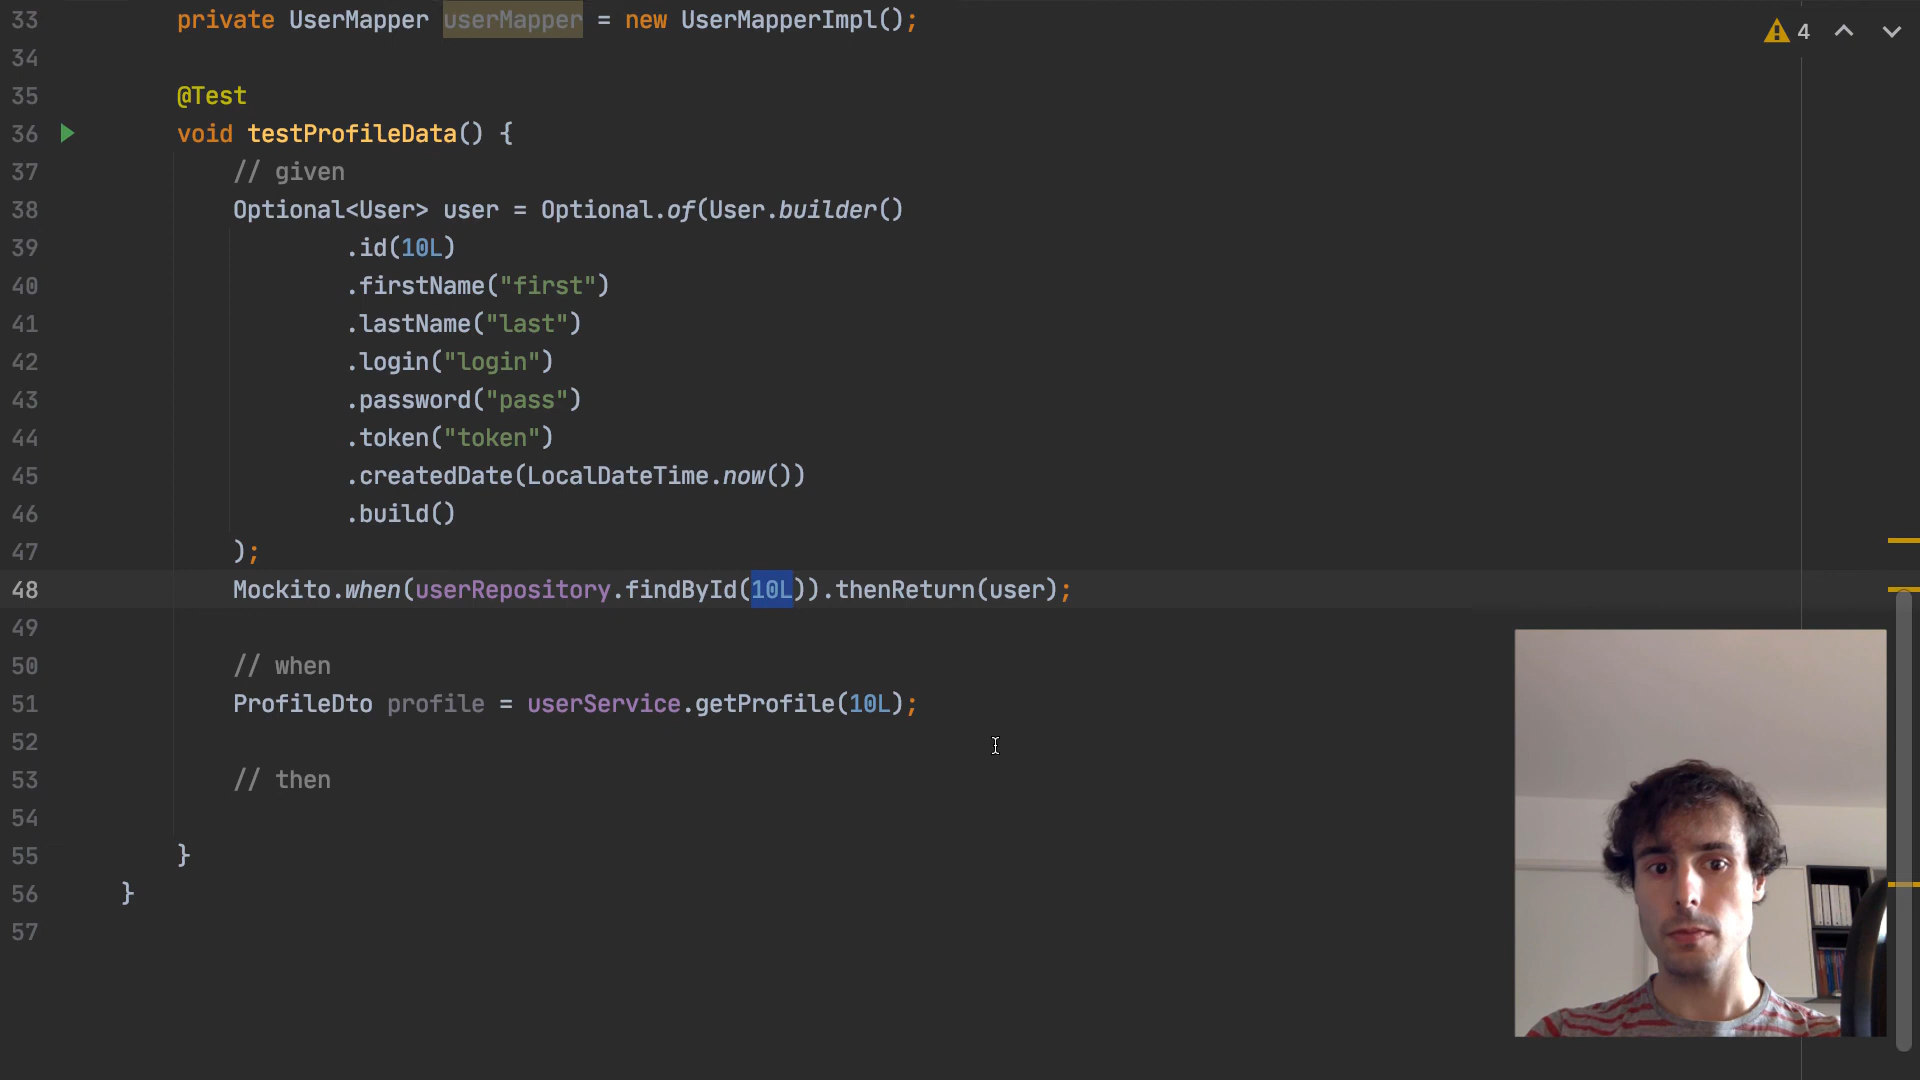 33 private UserMapper userMapper = new UserMapperImpl();
4
34
35 @Test
36 void testProfileData() {
37 // given
38 Optional<User> user = Optional.of(User.builder()
39 .id(10L)
40 .firstName("first")
41 .lastName("last")
42 .login("login")
43 .password("pass")
44 .token("token")
45 .createdDate(LocalDateTime.now())
46 .build()
47 );
48 Mockito.when(userRepository.findById(10L)).thenReturn(user);
49
50 // when
51 ProfileDto profile = userService.getProfile(10L);
52
53 // then
54
55 }
56 }
57